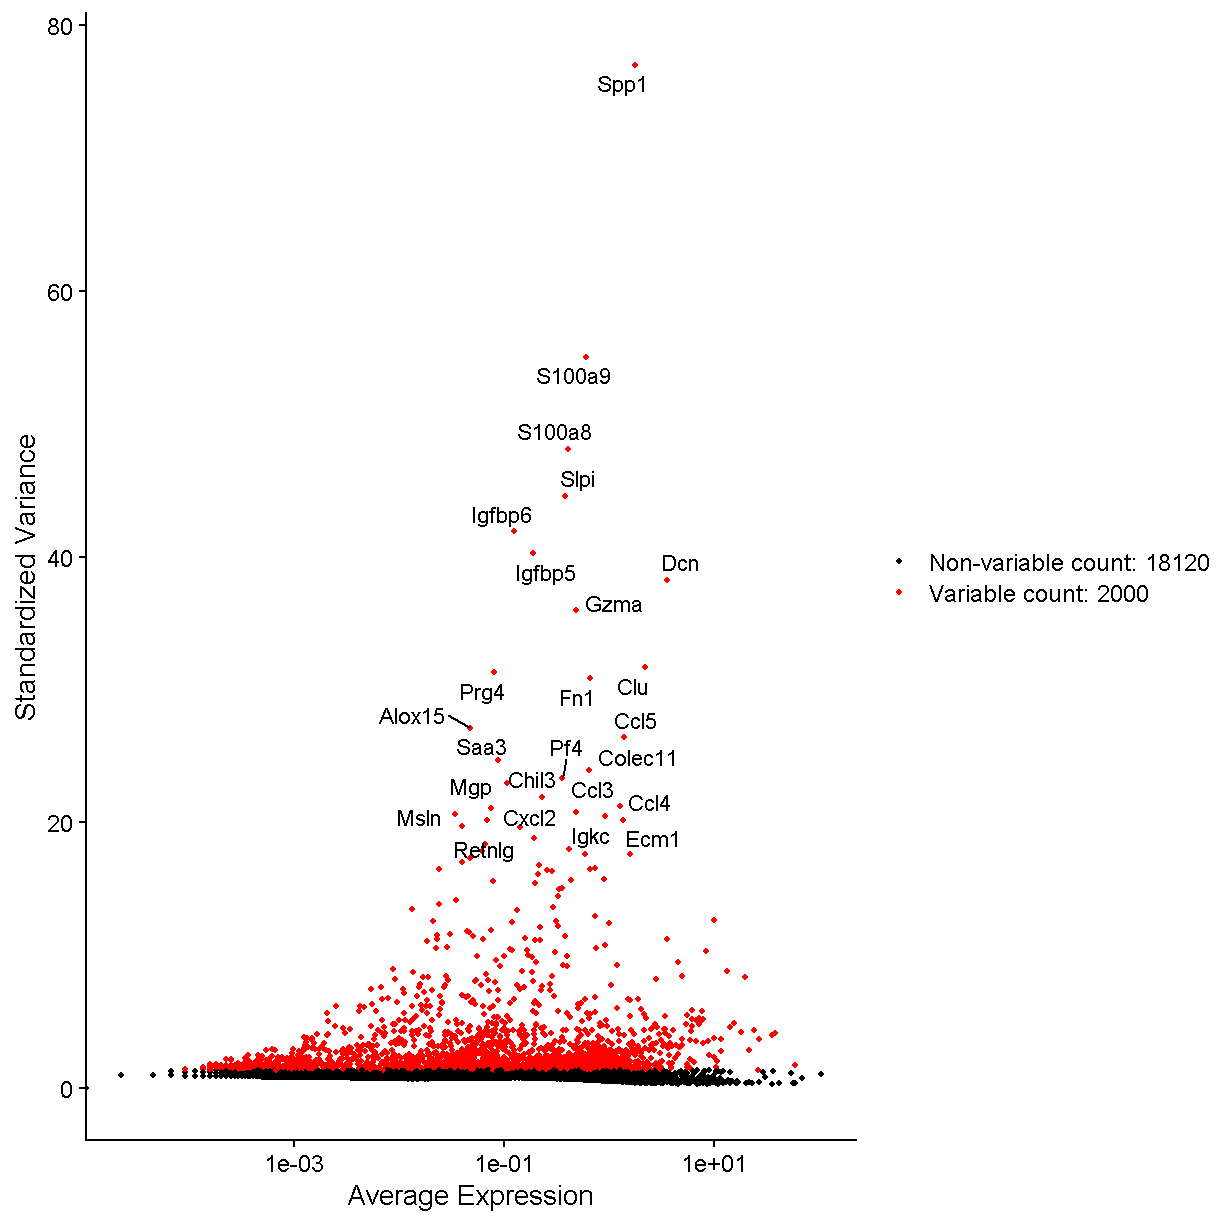 80
Spp1
60
S100a9
S100a8
Slpi
Igfbp6
Igfbp5
40
Dcn
Gzma
Prg4
Fn1
Clu
Alox15
Ccl5
Saa3
Pf4
Colec11
Mgp
Chil3
Ccl3
Ccl4
Msln
Cxcl2
20
Igkc
Ecm1
Retnlg
0
1e-03
1e-01
1e+01
Average Expression
Standardized Variance
Non-variable count: 18120
Variable count: 2000